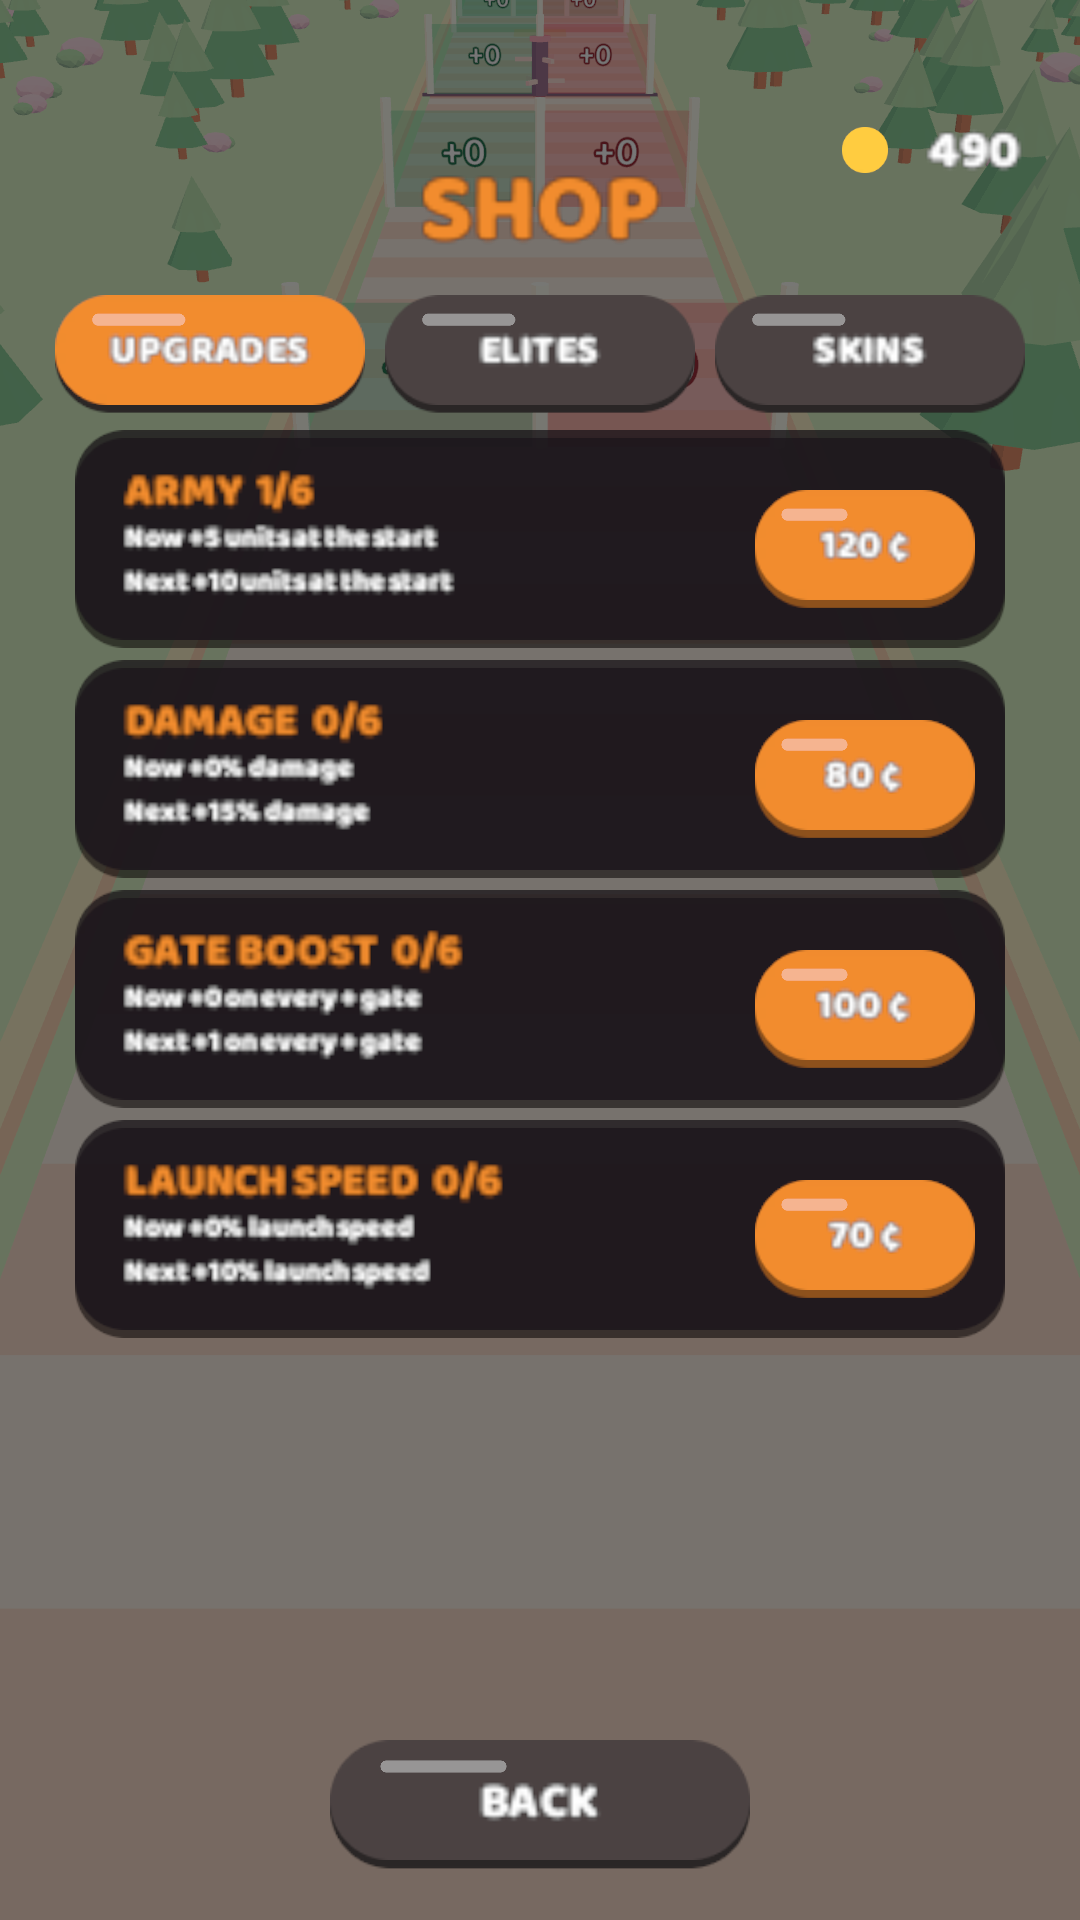 +0 +0
+0 +0
+0 +0
490
SHOP
UPGRADES
ELITES
SKINS
ARMY 1/6
Now +5 units at the start
Next +10 units at the start
120 ¢
DAMAGE 0/6
Now +0% damage
Next +15% damage
80 ¢
GATE BOOST 0/6
Now +0 on every + gate
Next +1 on every + gate
100 ¢
LAUNCH SPEED 0/6
Now +0% launch speed
Next +10% launch speed
70 ¢
BACK